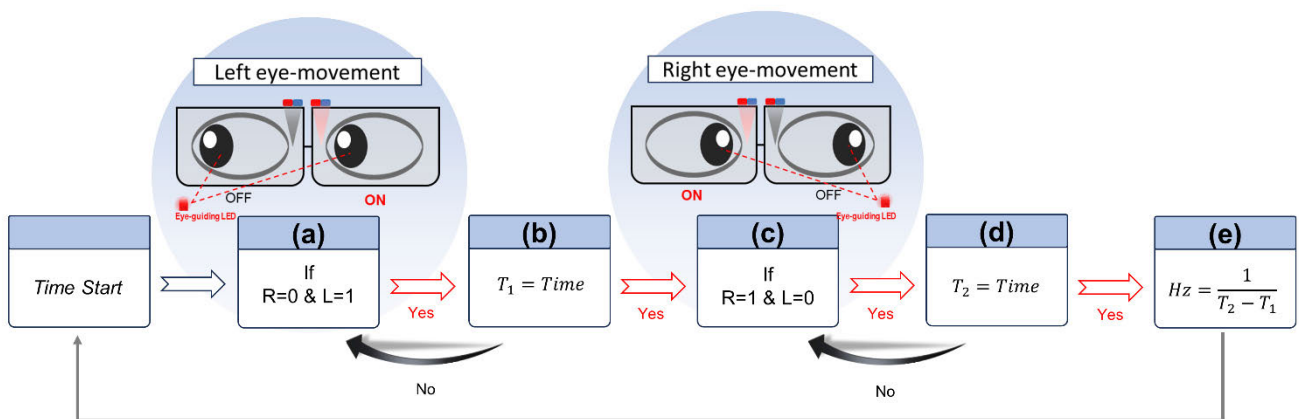 Left eye-movement
Right eye-movement
OFF
ON
Eye-guiding LED
ON
OFF
Eye-guiding LED
Time Start
(a)
If
R=0 & L=1
Yes
No
(b)
T₁ = Time
Yes
(c)
If
R=1 & L=0
Yes
No
(d)
T₂ = Time
Yes
(e)
Hz = 1 / (T₂ − T₁)